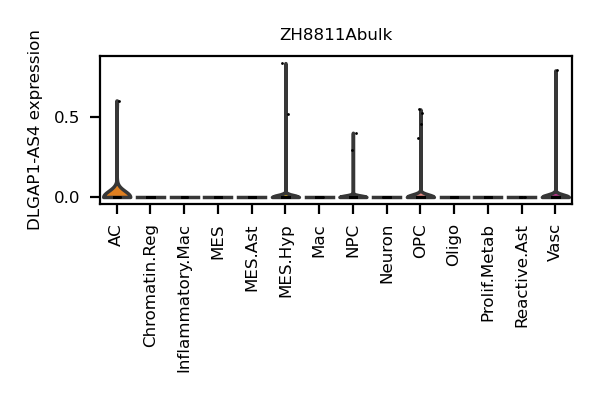 ZH8811Abulk
DLGAP1-AS4 expression
0.5
0.0
AC
Chromatin.Reg
Inflammatory.Mac
MES
MES.Ast
MES.Hyp
Mac
NPC
Neuron
OPC
Oligo
Prolif.Metab
Reactive.Ast
Vasc